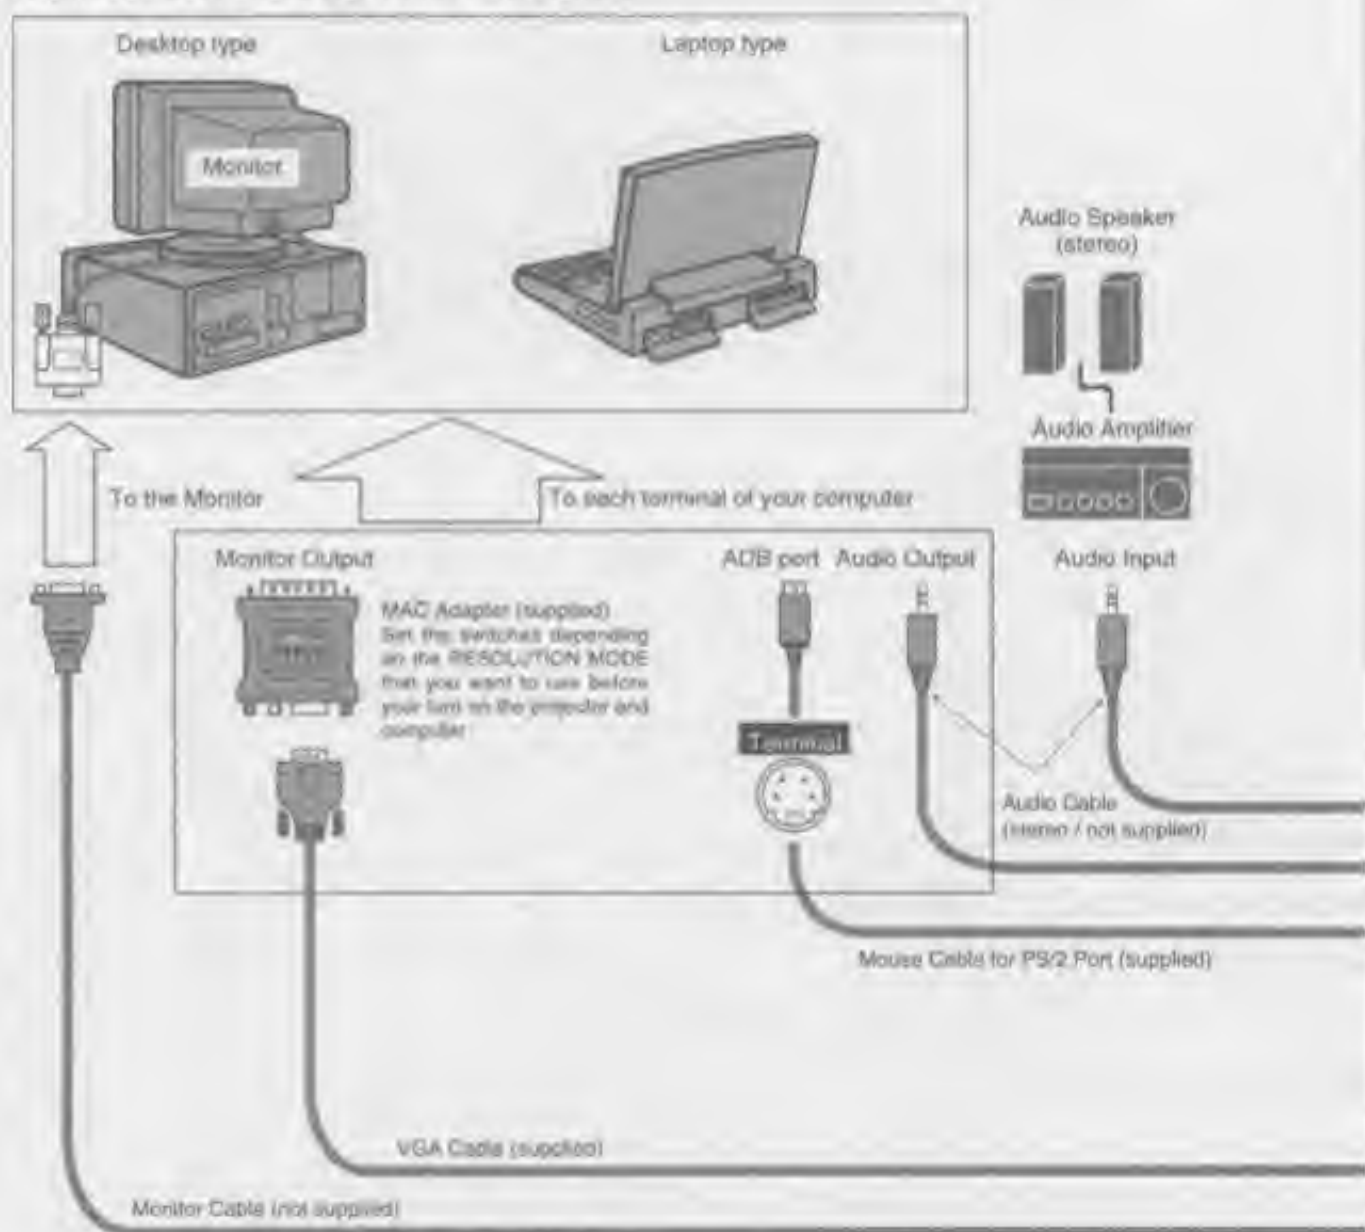 Desktop type
Laptop type
Monitor
Audio Speaker
(stereo)
Audio Amplifier
To the Monitor
To each terminal of your computer
Monitor Output
ADB port
Audio Output
Audio Input
MAC Adapter (supplied)
Set the switches depending
on the RESOLUTION MODE
that you want to use before
your turn on the projector and
computer
Terminal
Audio Cable
(stereo / not supplied)
Mouse Cable for PS/2 Port (supplied)
VGA Cable (supplied)
Monitor Cable (not supplied)